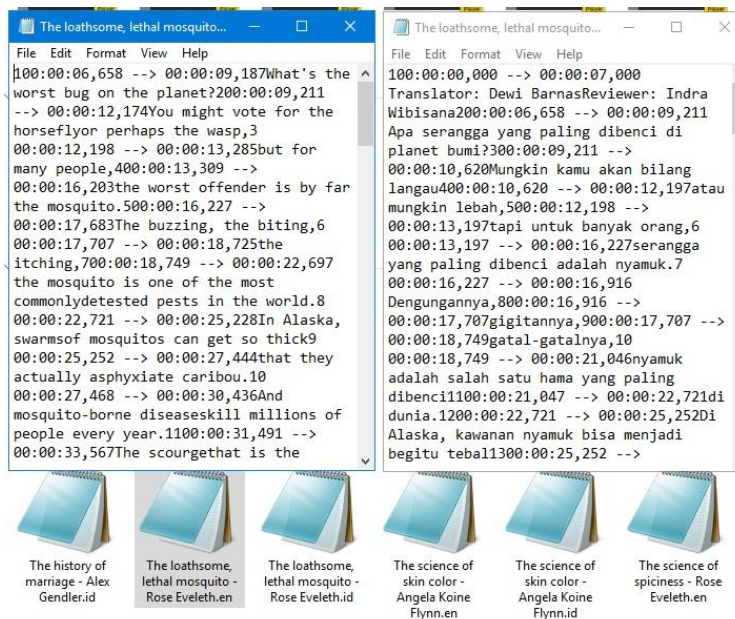 The loathsome, lethal mosquito...
File Edit Format View Help
100:00:06,658 --> 00:00:09,187What's the
worst bug on the planet?200:00:09,211
--> 00:00:12,174You might vote for the
horseflyor perhaps the wasp,3
00:00:12,198 --> 00:00:13,285but for
many people,400:00:13,309 -->
00:00:16,203the worst offender is by far
the mosquito.500:00:16,227 -->
00:00:17,683The buzzing, the biting,6
00:00:17,707 --> 00:00:18,725the
itching,700:00:18,749 --> 00:00:22,697
the mosquito is one of the most
commonlydetested pests in the world.8
00:00:22,721 --> 00:00:25,228In Alaska,
swarmsof mosquitos can get so thick9
00:00:25,252 --> 00:00:27,444that they
actually asphyxiate caribou.10
00:00:27,468 --> 00:00:30,436And
mosquito-borne diseaseskill millions of
people every year.1100:00:31,491 -->
00:00:33,567The scourgethat is the
The loathsome, lethal mosquito...
File Edit Format View Help
100:00:00,000 --> 00:00:07,000
Translator: Dewi BarnasReviewer: Indra
Wibisana200:00:06,658 --> 00:00:09,211
Apa serangga yang paling dibenci di
planet bumi?300:00:09,211 -->
00:00:10,620Mungkin kamu akan bilang
langau400:00:10,620 --> 00:00:12,197atau
mungkin lebah,500:00:12,198 -->
00:00:13,197tapi untuk banyak orang,6
00:00:13,197 --> 00:00:16,227serangga
yang paling dibenci adalah nyamuk.7
00:00:16,227 --> 00:00:16,916
Dengungannya,800:00:16,916 -->
00:00:17,707gigitannya,900:00:17,707 -->
00:00:18,749gatal-gatalnya,10
00:00:18,749 --> 00:00:21,046nyamuk
adalah salah satu hama yang paling
dibenci1100:00:21,047 --> 00:00:22,721di
dunia.1200:00:22,721 --> 00:00:25,252Di
Alaska, kawanan nyamuk bisa menjadi
begitu tebal1300:00:25,252 -->
The history of
marriage - Alex
Gendler.id
The loathsome,
lethal mosquito -
Rose Eveleth.en
The loathsome,
lethal mosquito -
Rose Eveleth.id
The science of
skin color -
Angela Koine
Flynn.en
The science of
skin color -
Angela Koine
Flynn.id
The science of
spiciness - Rose
Eveleth.en